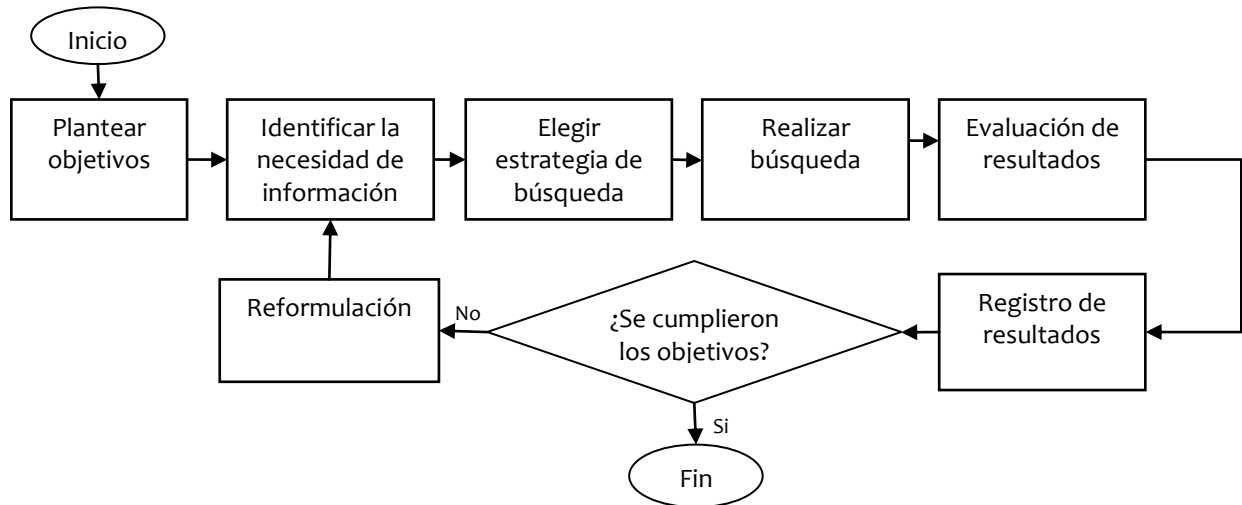 Inicio
Plantear
objetivos
Identificar la
necesidad de
información
Elegir
estrategia de
búsqueda
Realizar
búsqueda
Evaluación de
resultados
Registro de
resultados
¿Se cumplieron
los objetivos?
No
Reformulación
Si
Fin